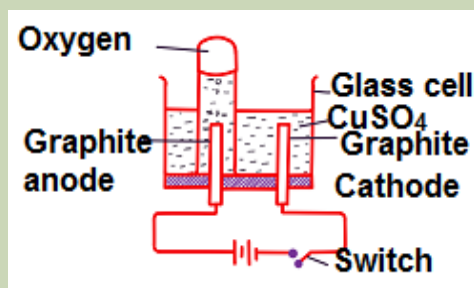 Oxygen
Glass cell
CuSO₄
Graphite
anode
Graphite
Cathode
Switch